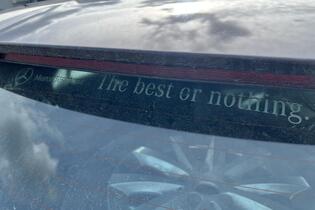 The best or nothing.